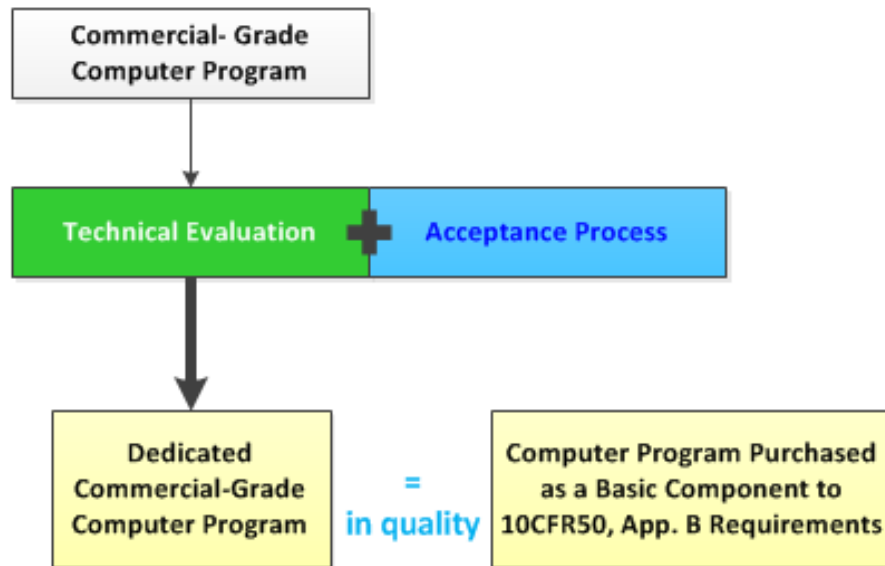 Commercial- Grade
Computer Program
Technical Evaluation + Acceptance Process
Dedicated
Commercial-Grade
Computer Program
=
in quality
Computer Program Purchased
as a Basic Component to
10CFR50, App. B Requirements